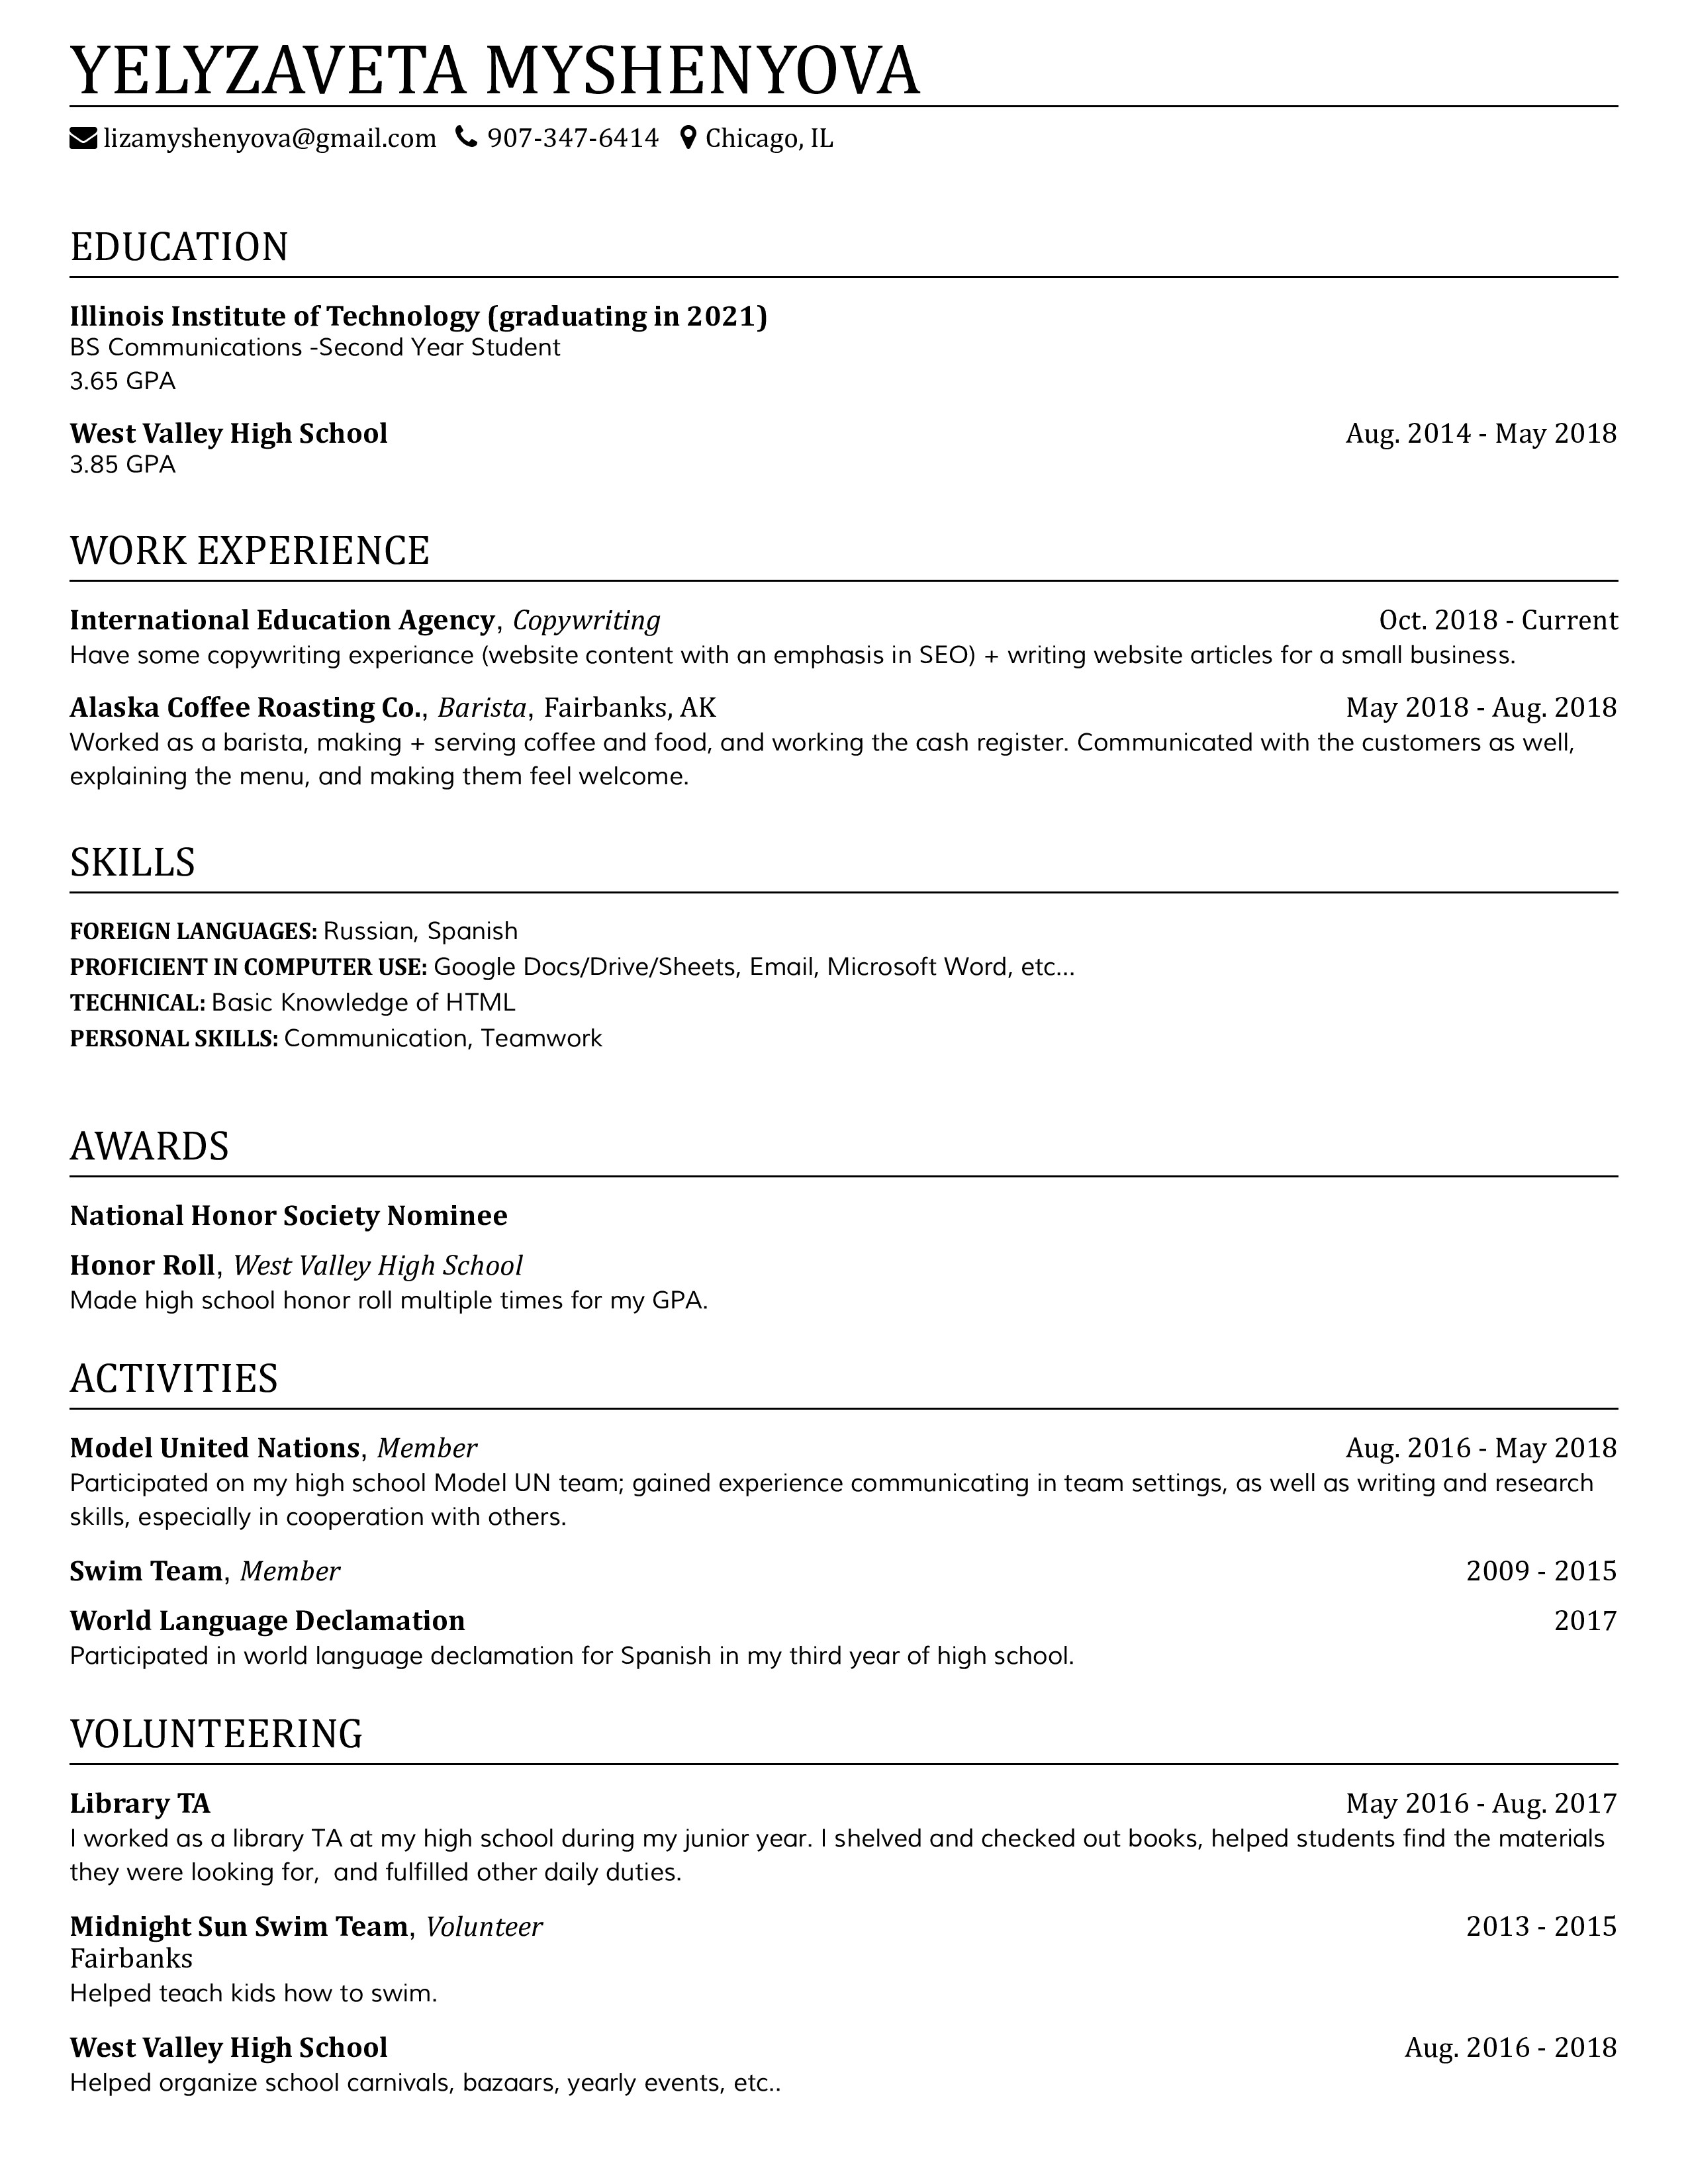 YELYZAVETA MYSHENYOVA
lizamyshenyova@gmail.com 907-347-6414 Chicago, IL
EDUCATION
Illinois Institute of Technology (graduating in 2021)
BS Communications -Second Year Student
3.65 GPA
West Valley High School Aug. 2014 - May 2018
3.85 GPA
WORK EXPERIENCE
International Education Agency, Copywriting Oct. 2018 - Current
Have some copywriting experiance (website content with an emphasis in SEO) + writing website articles for a small business.
Alaska Coffee Roasting Co., Barista, Fairbanks, AK May 2018 - Aug. 2018
Worked as a barista, making + serving coffee and food, and working the cash register. Communicated with the customers as well,
explaining the menu, and making them feel welcome.
SKILLS
FOREIGN LANGUAGES: Russian, Spanish
PROFICIENT IN COMPUTER USE: Google Docs/Drive/Sheets, Email, Microsoft Word, etc...
TECHNICAL: Basic Knowledge of HTML
PERSONAL SKILLS: Communication, Teamwork
AWARDS
National Honor Society Nominee
Honor Roll, West Valley High School
Made high school honor roll multiple times for my GPA.
ACTIVITIES
Model United Nations, Member Aug. 2016 - May 2018
Participated on my high school Model UN team; gained experience communicating in team settings, as well as writing and research
skills, especially in cooperation with others.
Swim Team, Member 2009 - 2015
World Language Declamation 2017
Participated in world language declamation for Spanish in my third year of high school.
VOLUNTEERING
Library TA May 2016 - Aug. 2017
I worked as a library TA at my high school during my junior year. I shelved and checked out books, helped students find the materials
they were looking for,  and fulfilled other daily duties.
Midnight Sun Swim Team, Volunteer 2013 - 2015
Fairbanks
Helped teach kids how to swim.
West Valley High School Aug. 2016 - 2018
Helped organize school carnivals, bazaars, yearly events, etc..